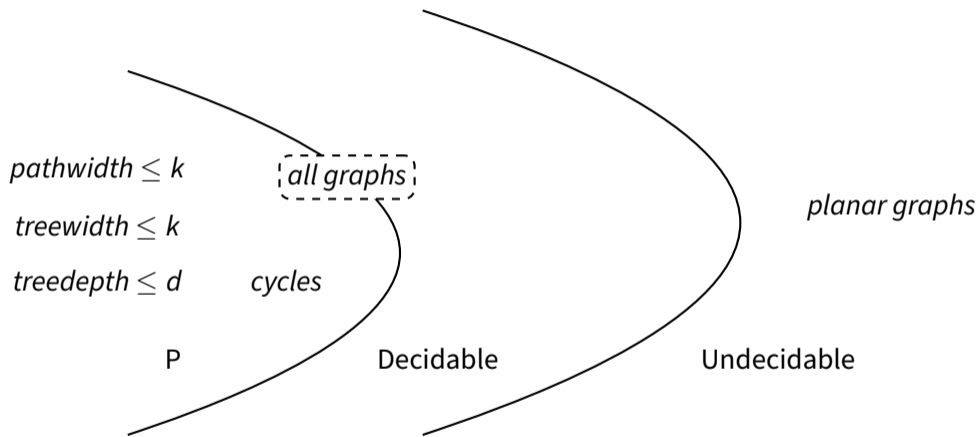 pathwidth ≤ k
all graphs
treewidth ≤ k
planar graphs
treedepth ≤ d
cycles
P
Decidable
Undecidable